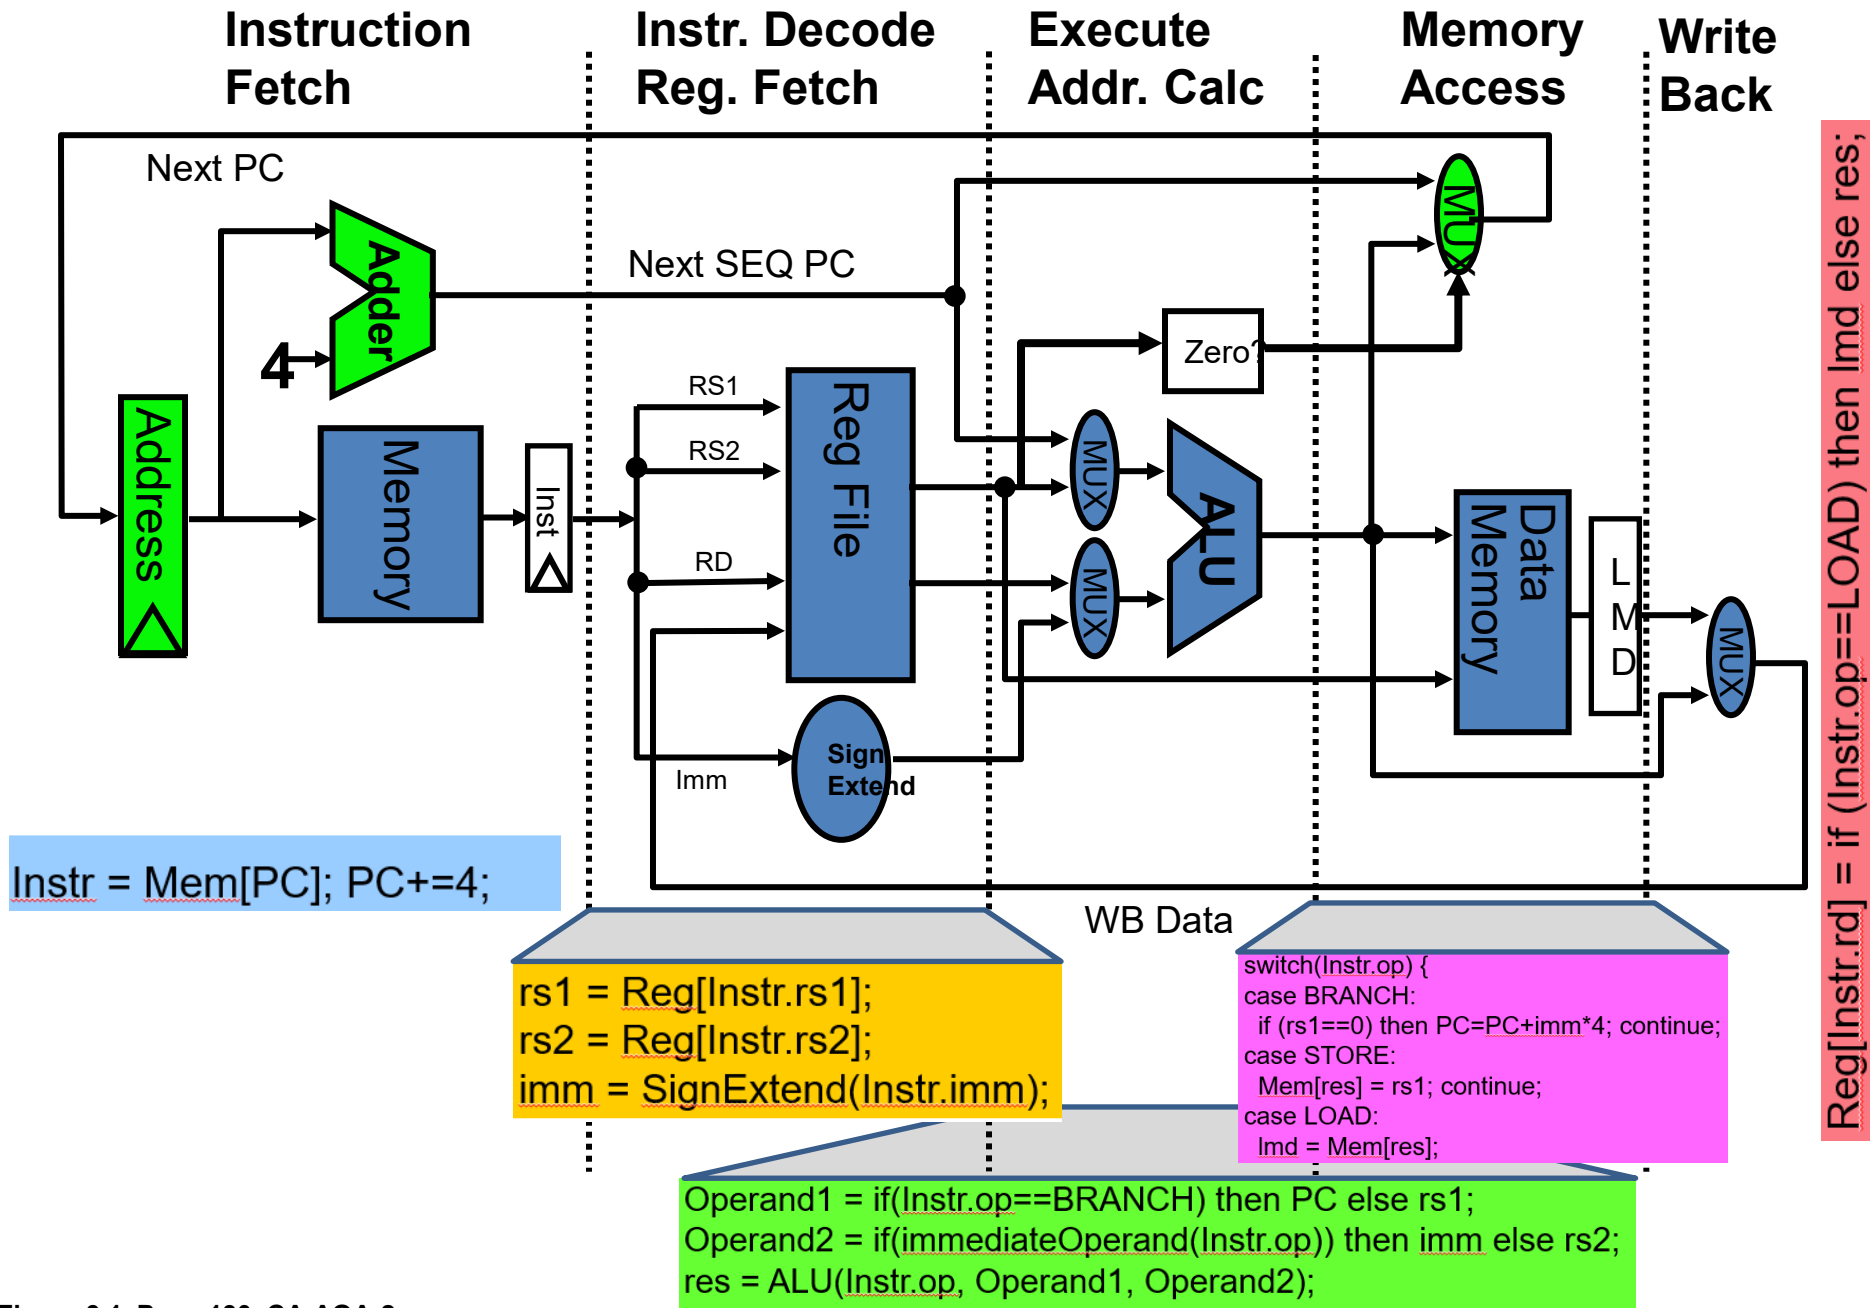 Instruction
Fetch
Instr. Decode
Reg. Fetch
Execute
Addr. Calc
Memory
Access
Write
Back
Next PC
Adder
4
Next SEQ PC
MUX
Zero?
Address
Memory
Inst
RS1
RS2
RD
Reg File
MUX
MUX
ALU
Data
Memory
L
M
D
MUX
Sign
Extend
Imm
WB Data
Instr = Mem[PC]; PC+=4;
rs1 = Reg[Instr.rs1];
rs2 = Reg[Instr.rs2];
imm = SignExtend(Instr.imm);
switch(Instr.op) {
case BRANCH:
if (rs1==0) then PC=PC+imm*4; continue;
case STORE:
Mem[res] = rs1; continue;
case LOAD:
lmd = Mem[res];
Operand1 = if(Instr.op==BRANCH) then PC else rs1;
Operand2 = if(immediateOperand(Instr.op)) then imm else rs2;
res = ALU(Instr.op, Operand1, Operand2);
Reg[Instr.rd] = if (Instr.op==LOAD) then lmd else res;